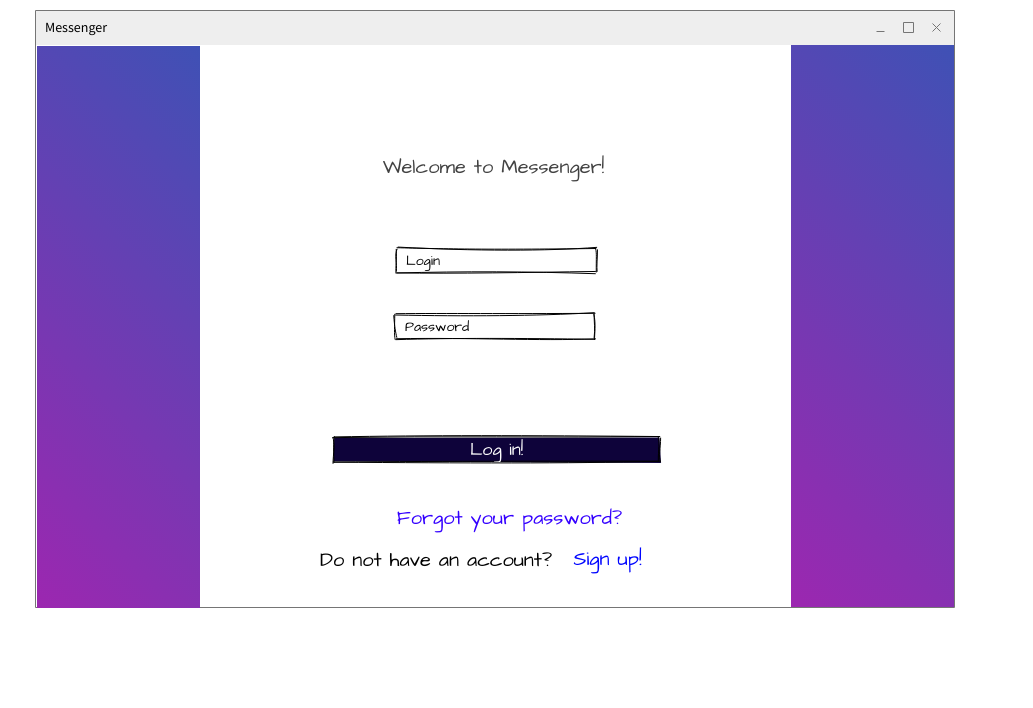 Messenger
Welcome to Messenger!
Login
Password
Log in!
Forgot your password?
Do not have an account? Sign up!